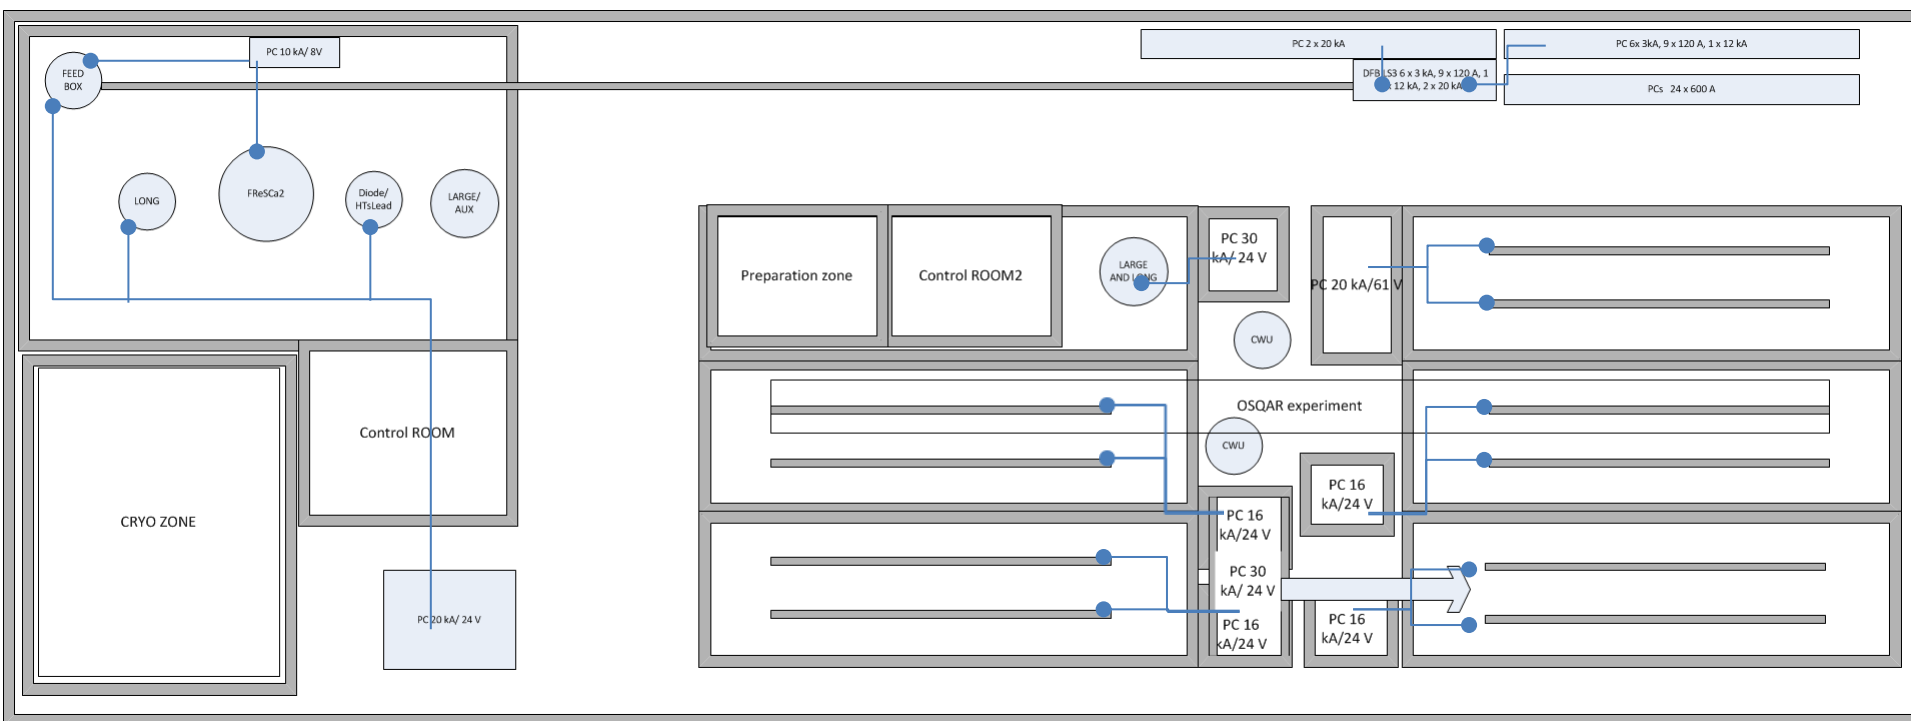 PC 10 kA/ 8V
PC 2 x 20 kA
PC 6x 3kA, 9 x 120 A, 1 x 12 kA
FEED
BOX
DFB LS3 6 x 3 kA, 9 x 120 A, 1
x 12 kA, 2 x 20 kA
PCs 24 x 600 A
LONG
FReSCa2
Diode/
HTsLead
LARGE/
AUX
Preparation zone
Control ROOM2
LARGE
AND LONG
PC 30
kA/ 24 V
PC 20 kA/61 V
CWU
OSQAR experiment
CWU
Control ROOM
CRYO ZONE
PC 16
kA/24 V
PC 16
kA/24 V
PC 30
kA/ 24 V
PC 20 kA/ 24 V
PC 16
kA/24 V
PC 16
kA/24 V